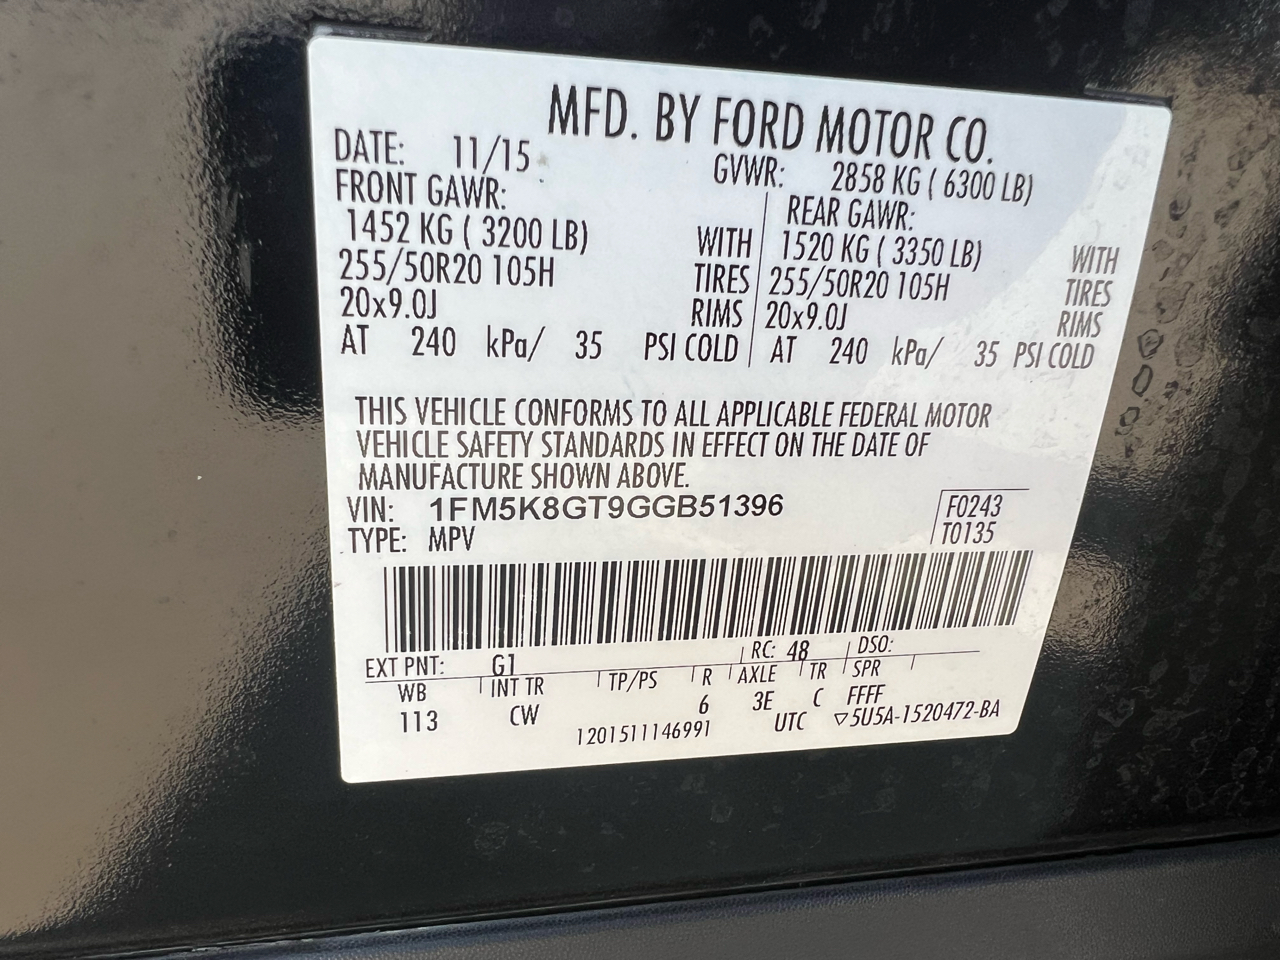 MFD. BY FORD MOTOR CO.
DATE: 11/15 GVWR: 2858 KG ( 6300 LB)
FRONT GAWR: REAR GAWR:
1452 KG ( 3200 LB) WITH 1520 KG ( 3350 LB) WITH
255/50R20 105H TIRES 255/50R20 105H TIRES
20x9.0J RIMS 20x9.0J RIMS
AT 240 kPa/ 35 PSI COLD AT 240 kPa/ 35 PSI COLD
THIS VEHICLE CONFORMS TO ALL APPLICABLE FEDERAL MOTOR
VEHICLE SAFETY STANDARDS IN EFFECT ON THE DATE OF
MANUFACTURE SHOWN ABOVE.
VIN: 1FM5K8GT9GGB51396 F0243
TYPE: MPV T0135
EXT PNT: G1 RC: 48 DSO:
WB INT TR TP/PS R AXLE TR SPR
113 CW 6 3E C FFFF
1201511146991 UTC ▽5U5A-1520472-BA